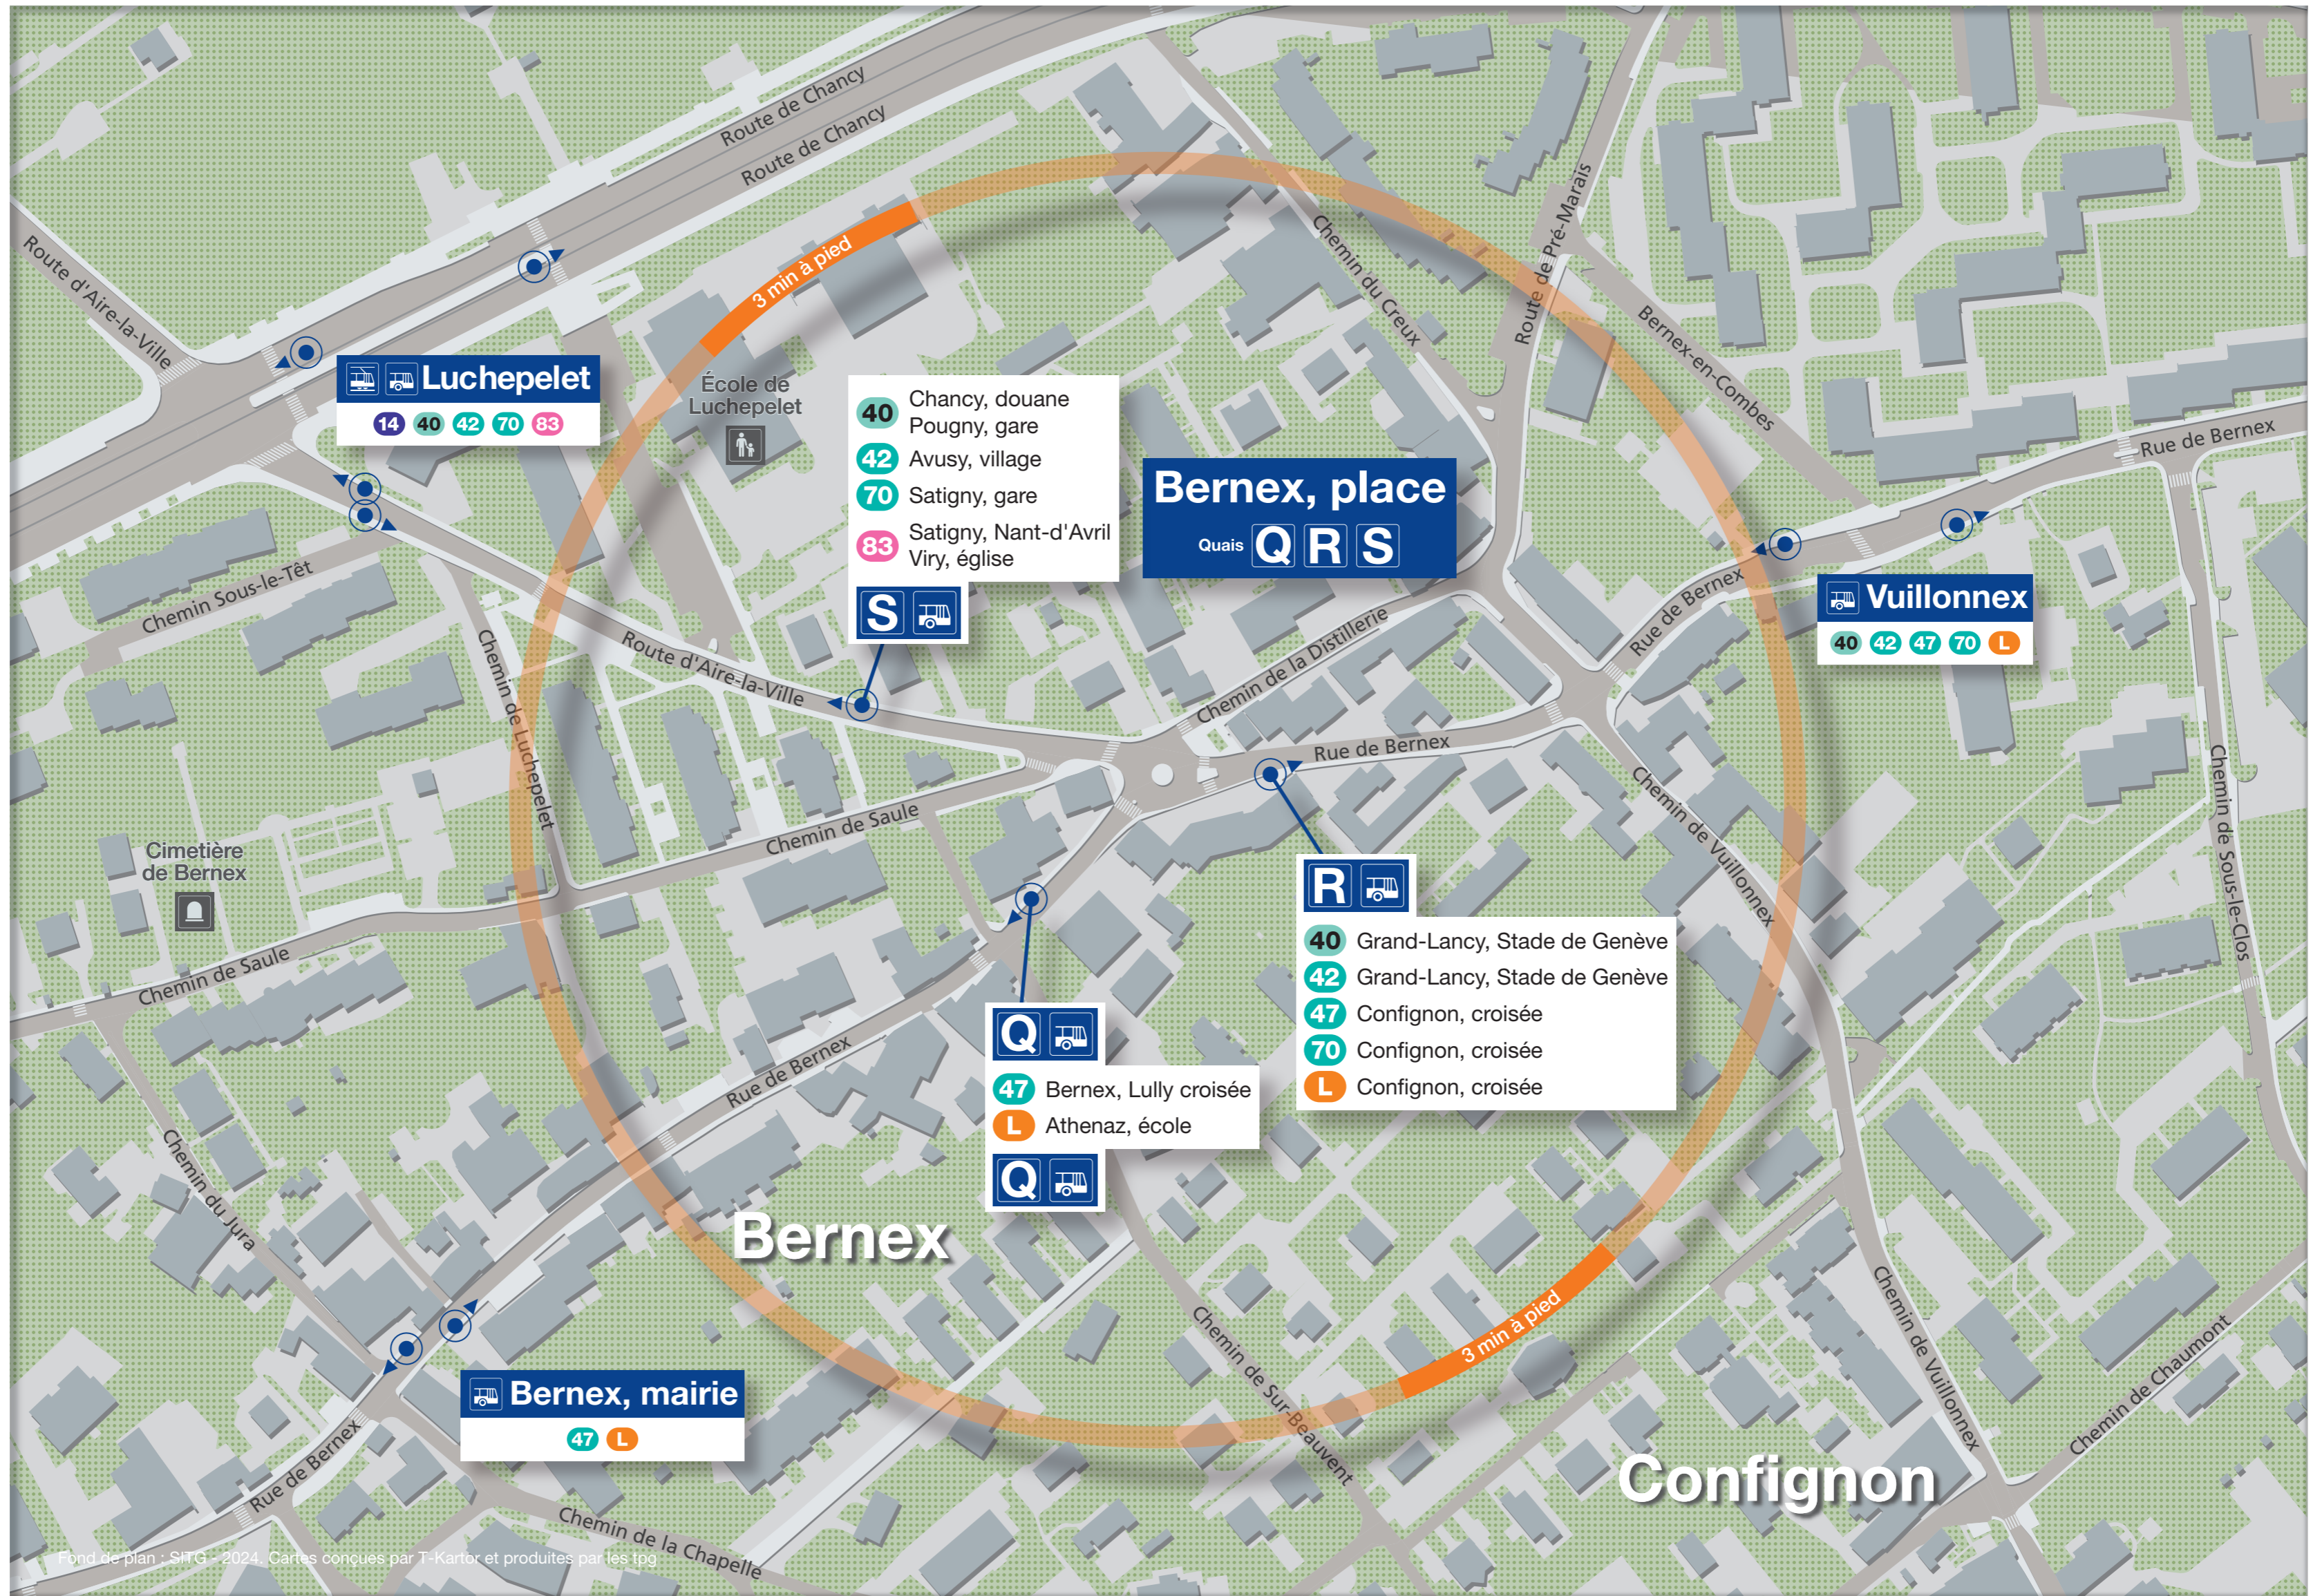 Route de Chancy
Route de Chancy
Route d'Aire-la-Ville
3 min à pied
Chemin du Creux
Route de Pré-Marais
Bernex-en-Combes
Luchepelet
14 40 42 70 83
École de
Luchepelet
40 Chancy, douane
Pougny, gare
42 Avusy, village
70 Satigny, gare
83 Satigny, Nant-d'Avril
Viry, église
S
Bernex, place
Quais Q R S
Rue de Bernex
Vuillonnex
40 42 47 70 L
Rue de Bernex
Chemin Sous-le-Têt
Chemin de Luchepelet
Route d'Aire-la-Ville
Chemin de la Distillerie
Rue de Bernex
Chemin de Vuillonnex
Chemin de Sous-le-Clos
Chemin de Saule
Cimetière
de Bernex
Chemin de Saule
R
40 Grand-Lancy, Stade de Genève
42 Grand-Lancy, Stade de Genève
47 Confignon, croisée
70 Confignon, croisée
L Confignon, croisée
Q
47 Bernex, Lully croisée
L Athenaz, école
Q
Rue de Bernex
Chemin du Jura
Bernex
3 min à pied
Chemin de Sur-Beauvent
Chemin de Vuillonnex
Chemin de Chaumont
Bernex, mairie
47 L
Rue de Bernex
Confignon
Chemin de la Chapelle
Fond de plan : SITG - 2024. Cartes conçues par T-Kartor et produites par les tpg